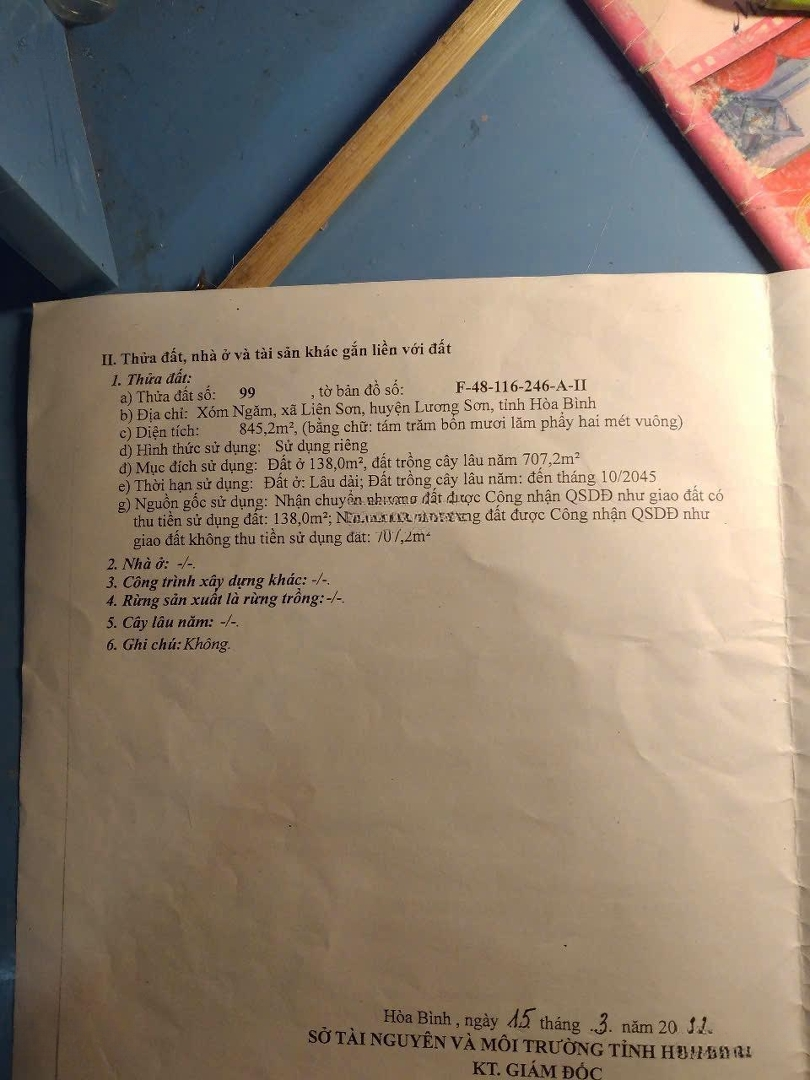 II. Thửa đất, nhà ở và tài sản khác gắn liền với đất
1. Thửa đất:
a) Thửa đất số: 99 , tờ bản đồ số: F-48-116-246-A-II
b) Địa chỉ: Xóm Ngăm, xã Liên Sơn, huyện Lương Sơn, tỉnh Hòa Bình
c) Diện tích: 845,2m², (bằng chữ: tám trăm bốn mươi lăm phẩy hai mét vuông)
d) Hình thức sử dụng: Sử dụng riêng
đ) Mục đích sử dụng: Đất ở 138,0m², đất trồng cây lâu năm 707,2m²
e) Thời hạn sử dụng: Đất ở: Lâu dài; Đất trồng cây lâu năm: đến tháng 10/2045
g) Nguồn gốc sử dụng: Nhận chuyển nhượng đất được Công nhận QSDĐ như giao đất có
thu tiền sử dụng đất: 138,0m²; đất được Công nhận QSDĐ như
giao đất không thu tiền sử dụng đất: 707,2m²
2. Nhà ở: -/-.
3. Công trình xây dựng khác: -/-.
4. Rừng sản xuất là rừng trồng: -/-.
5. Cây lâu năm: -/-.
6. Ghi chú: Không.
Hòa Bình , ngày 15 tháng .3. năm 20
SỞ TÀI NGUYÊN VÀ MÔI TRƯỜNG TỈNH
KT. GIÁM ĐỐC